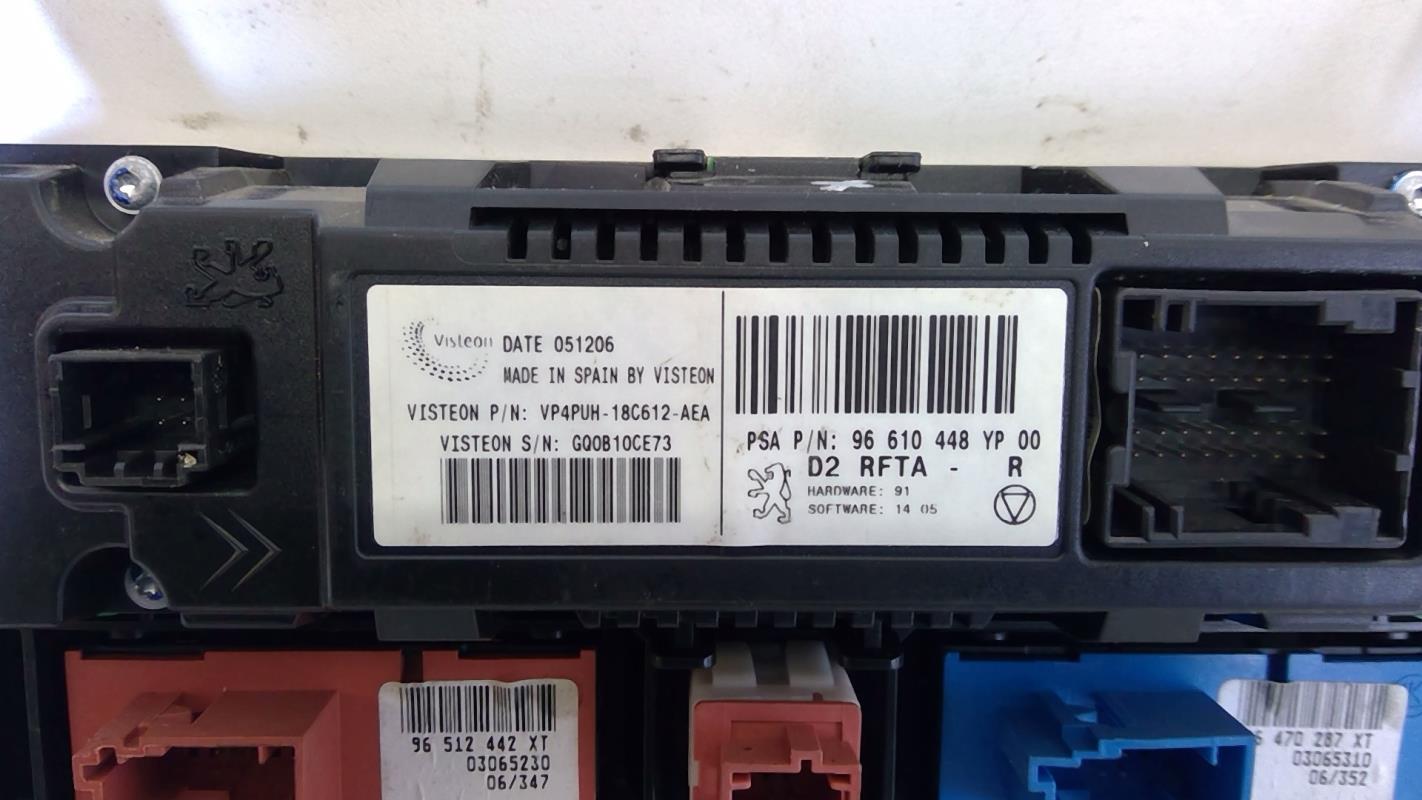 Visteon
DATE 051206
MADE IN SPAIN BY VISTEON
VISTEON P/N: VP4PUH-18C612-AEA
VISTEON S/N: GQ0B10CE73
PSA P/N: 96 610 448 YP 00
D2 RFTA - R
HARDWARE: 91
SOFTWARE: 14 05
96 512 442 XT
03065230
06/347
6 470 287 XT
03065310
06/352